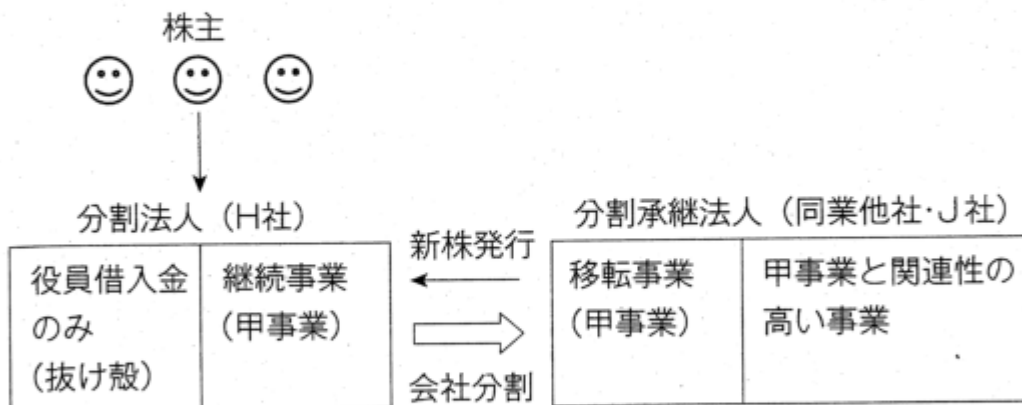 株主
分割法人（H社）
役員借入金
のみ
（抜け殻）
継続事業
（甲事業）
新株発行
会社分割
分割承継法人（同業他社・J社）
移転事業
（甲事業）
甲事業と関連性の
高い事業